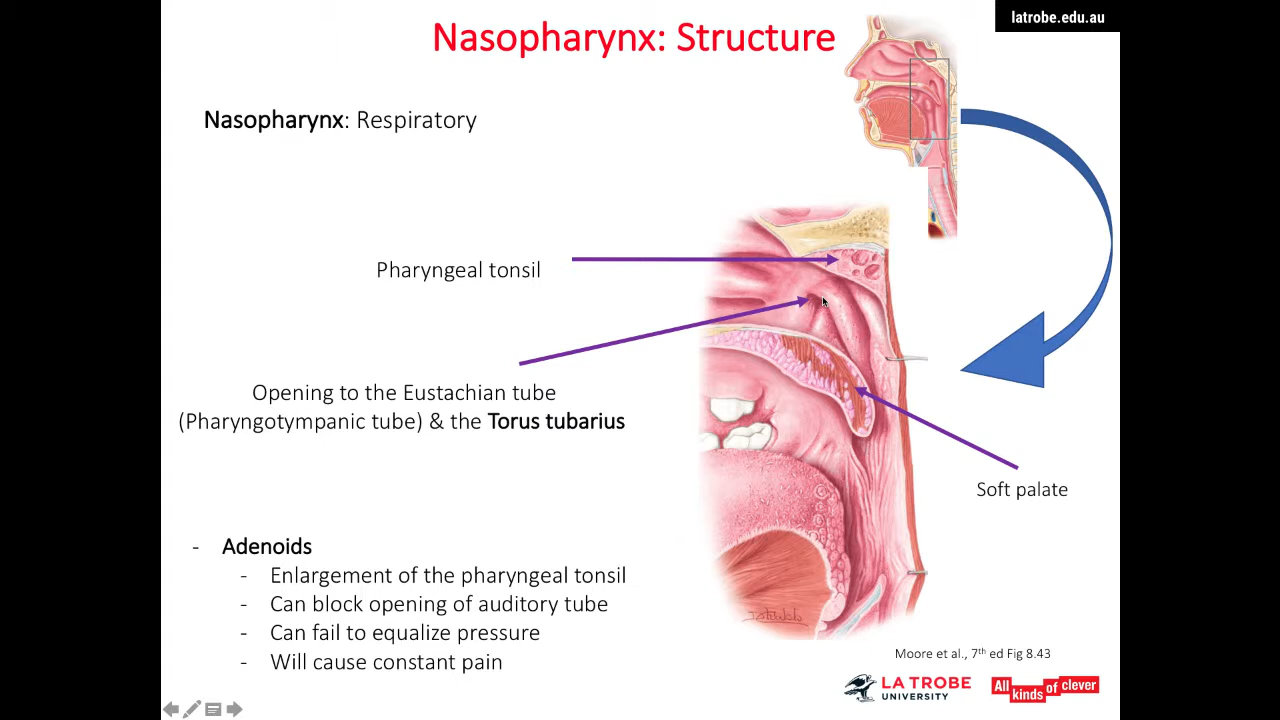 latrobe.edu.au
Nasopharynx: Structure
Nasopharynx: Respiratory
Pharyngeal tonsil
Opening to the Eustachian tube
(Pharyngotympanic tube) & the Torus tubarius
Soft palate
- Adenoids
- Enlargement of the pharyngeal tonsil
- Can block opening of auditory tube
- Can fail to equalize pressure
- Will cause constant pain
Moore et al., 7th ed Fig 8.43
LA TROBE
UNIVERSITY
All kinds of clever